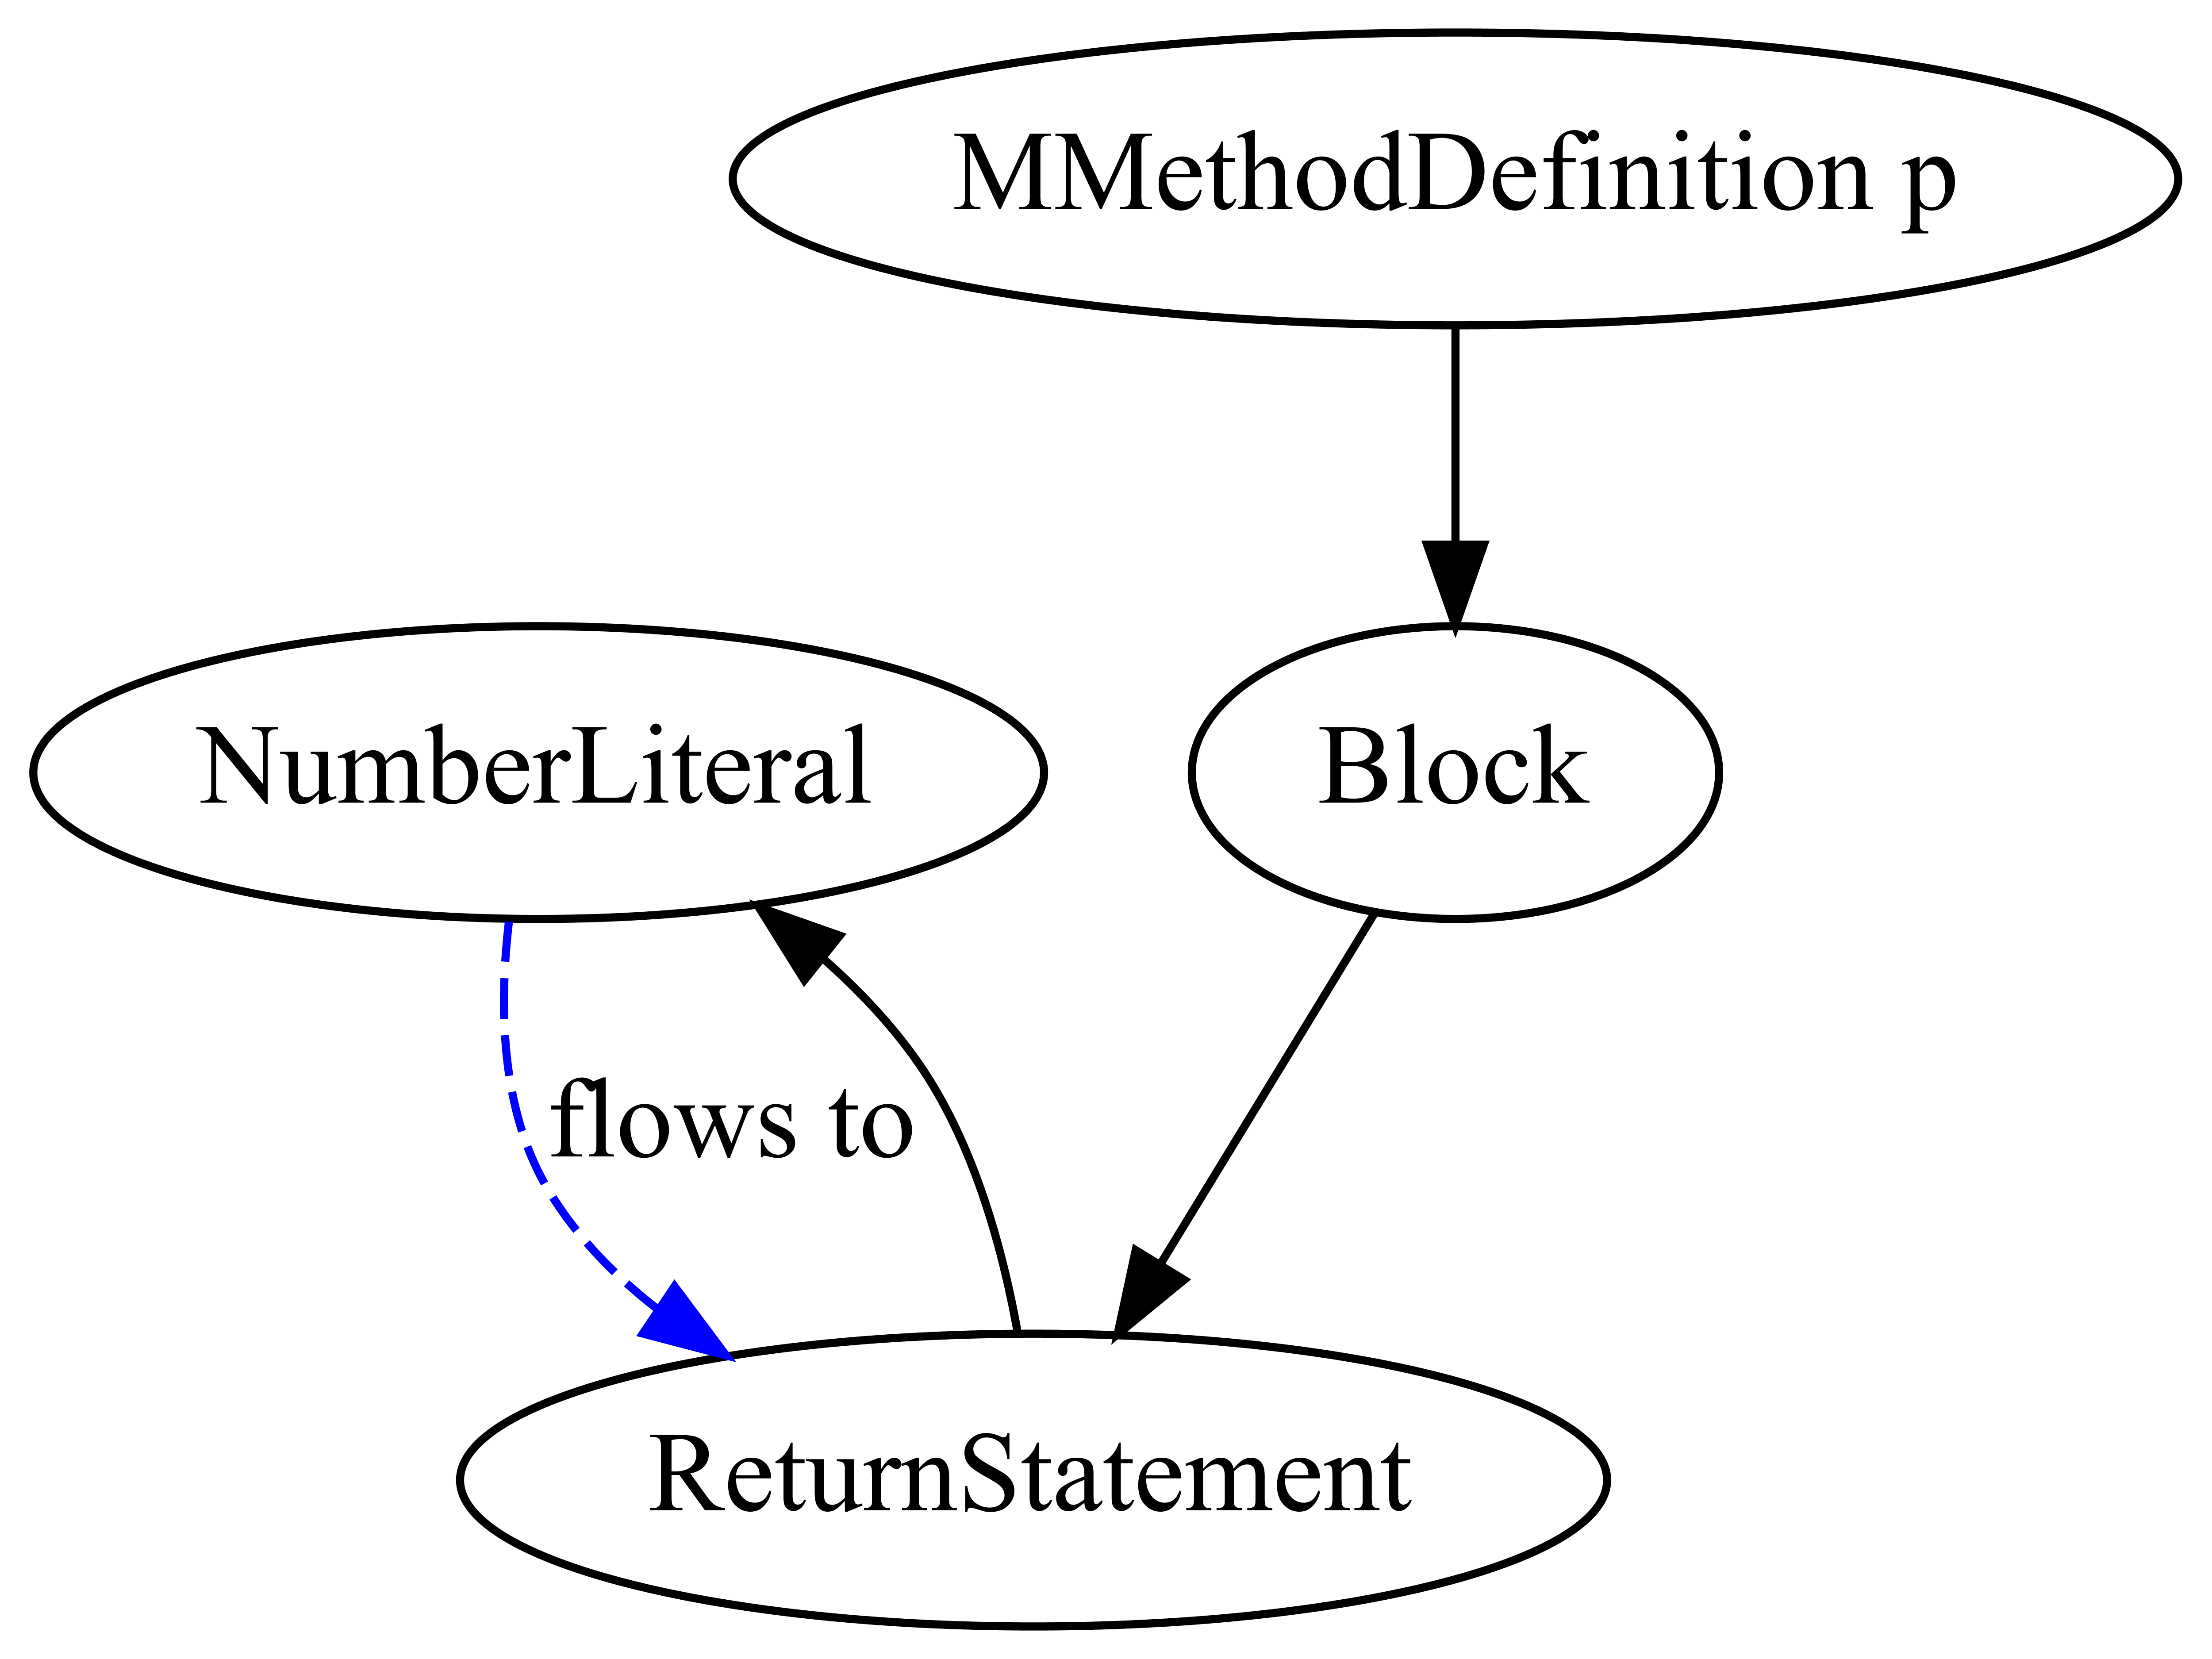 MMethodDefinition p
NumberLiteral
Block
flows to
ReturnStatement